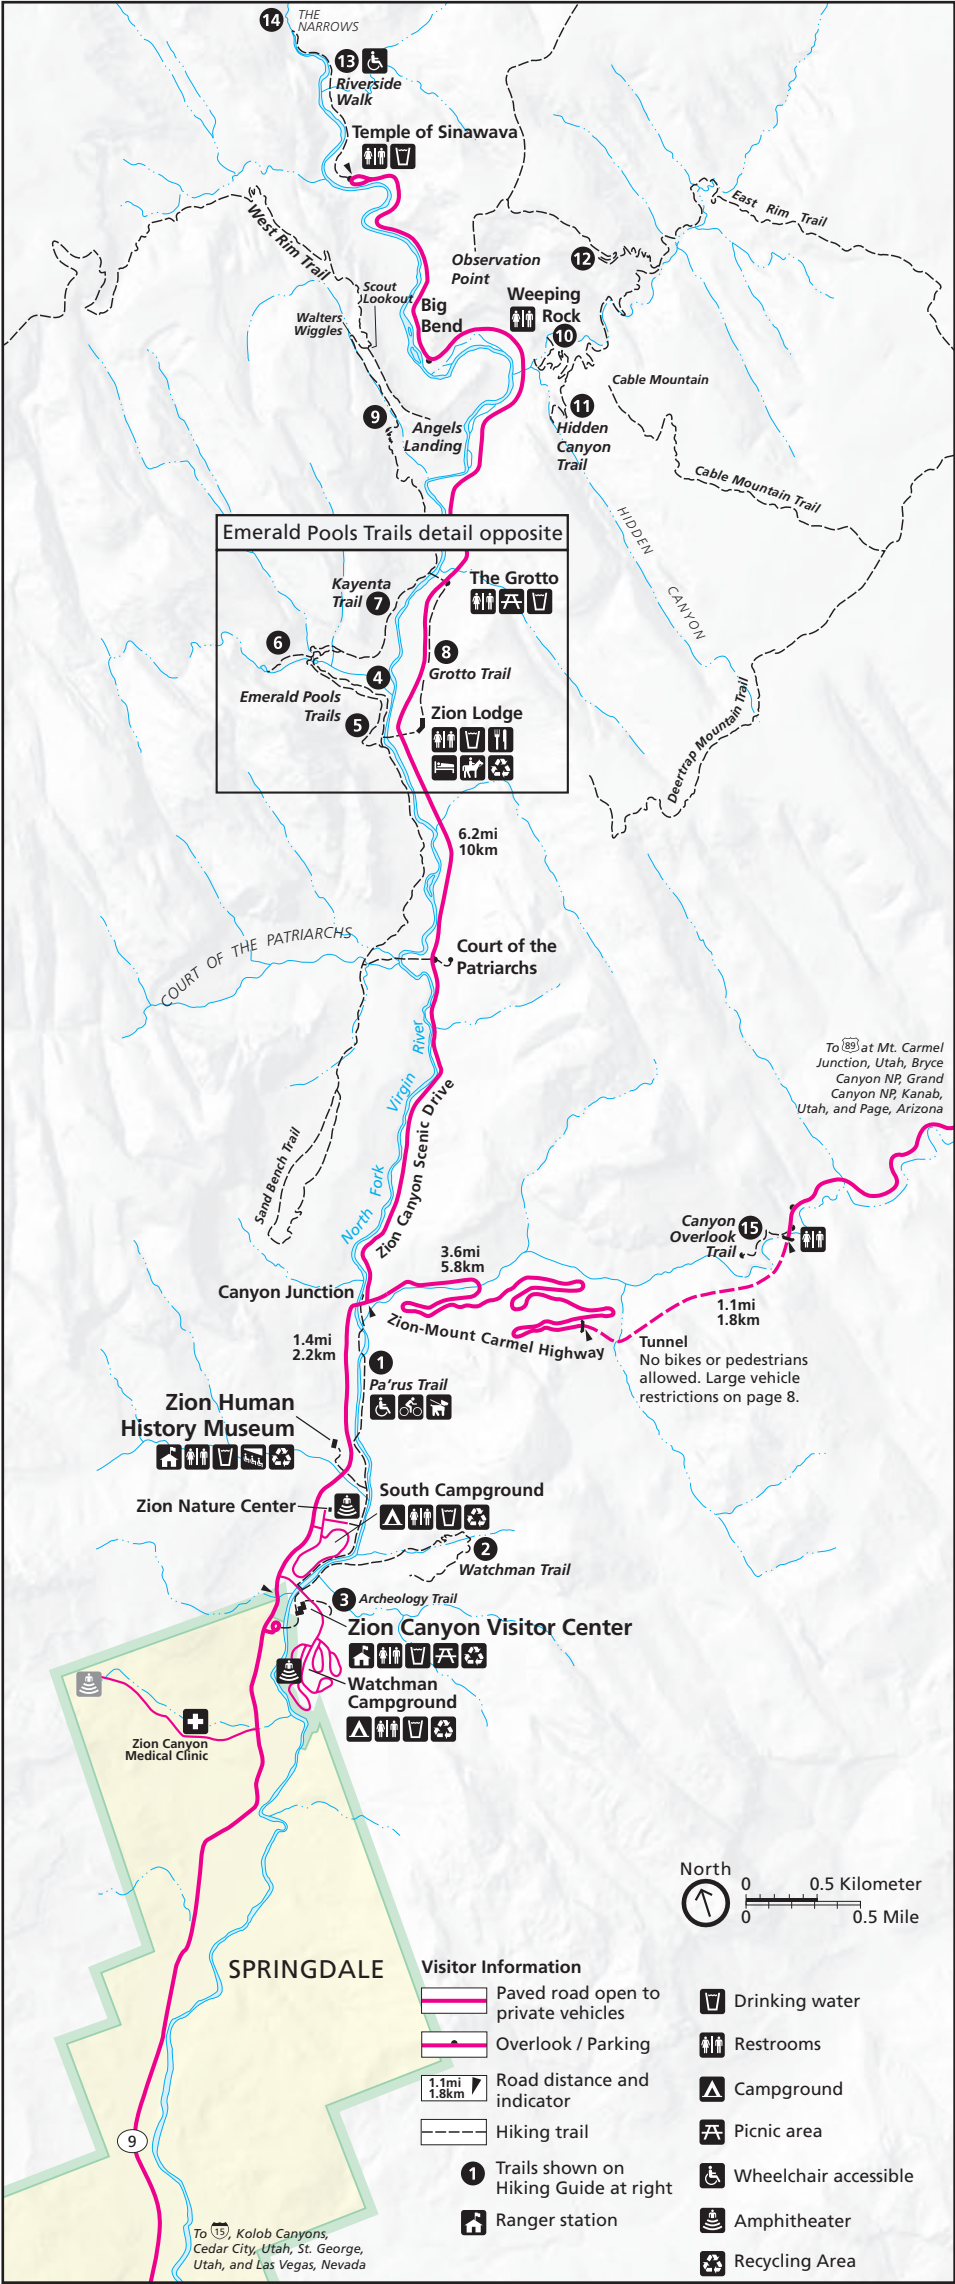 14
THE
NARROWS
13
Riverside
Walk
Temple of Sinawava
East Rim Trail
West Rim Trail
12
Observation
Point
Scout
Lookout
Walters
Wiggles
Big
Bend
Weeping
Rock
10
Cable Mountain
9
11
Angels
Landing
Hidden
Canyon
Trail
Cable Mountain Trail
HIDDEN
CANYON
Emerald Pools Trails detail opposite
Kayenta
Trail 7
The Grotto
6
8
Grotto Trail
4
Emerald Pools
Trails
5
Zion Lodge
Deertrap Mountain Trail
6.2mi
10km
COURT OF THE PATRIARCHS
Court of the
Patriarchs
North Fork Virgin River
Zion Canyon Scenic Drive
Sand Bench Trail
To 89 at Mt. Carmel
Junction, Utah, Bryce
Canyon NP, Grand
Canyon NP, Kanab,
Utah, and Page, Arizona
Canyon
Overlook
Trail
15
3.6mi
5.8km
Canyon Junction
Zion-Mount Carmel Highway
1.1mi
1.8km
1.4mi
2.2km
Tunnel
No bikes or pedestrians
allowed. Large vehicle
restrictions on page 8.
1
Pa'rus Trail
Zion Human
History Museum
Zion Nature Center
South Campground
2
Watchman Trail
3 Archeology Trail
Zion Canyon Visitor Center
Watchman
Campground
Zion Canyon
Medical Clinic
North
0 0.5 Kilometer
0 0.5 Mile
SPRINGDALE
9
To 15, Kolob Canyons,
Cedar City, Utah, St. George,
Utah, and Las Vegas, Nevada
Visitor Information
Paved road open to
private vehicles
Overlook / Parking
1.1mi
1.8km
Road distance and
indicator
Hiking trail
1
Trails shown on
Hiking Guide at right
Ranger station
Drinking water
Restrooms
Campground
Picnic area
Wheelchair accessible
Amphitheater
Recycling Area